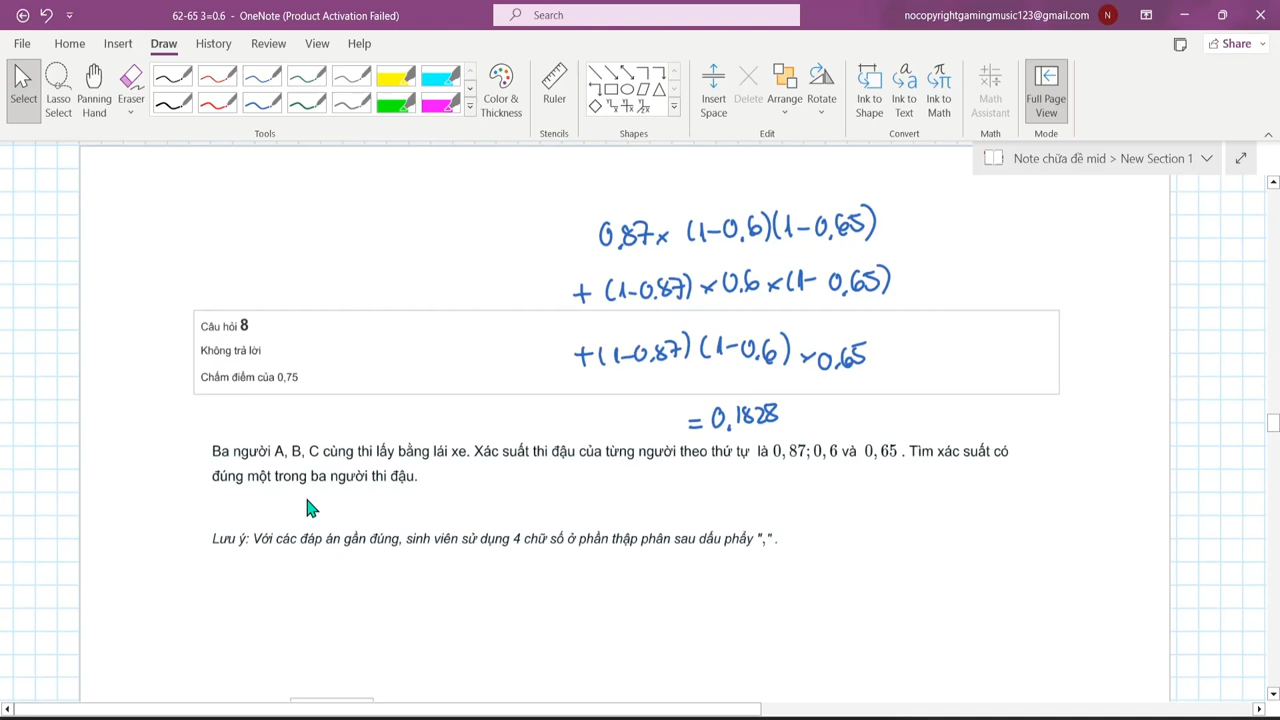 62-65 3=0.6 - OneNote (Product Activation Failed)
Search
nocopyrightgamingmusic123@gmail.com
N
File Home Insert Draw History Review View Help
Share
Select
Lasso Select
Panning Hand
Eraser
Color & Thickness
Ruler
Insert Space
Delete
Arrange
Rotate
Ink to Shape
Ink to Text
Ink to Math
Math Assistant
Full Page View
Tools
Stencils
Shapes
Edit
Convert
Math
Mode
Note chữa đề mid > New Section 1
0,87 × (1-0,6)(1-0,65)
+ (1-0.87) × 0.6 × (1- 0,65)
Câu hỏi 8
Không trả lời
+ (1-0,87) (1-0.6) × 0.65
Chấm điểm của 0,75
= 0,1828
Ba người A, B, C cùng thi lấy bằng lái xe. Xác suất thi đậu của từng người theo thứ tự là 0, 87; 0, 6 và 0, 65 . Tìm xác suất có
đúng một trong ba người thi đậu.
Lưu ý: Với các đáp án gần đúng, sinh viên sử dụng 4 chữ số ở phần thập phân sau dấu phẩy "," .